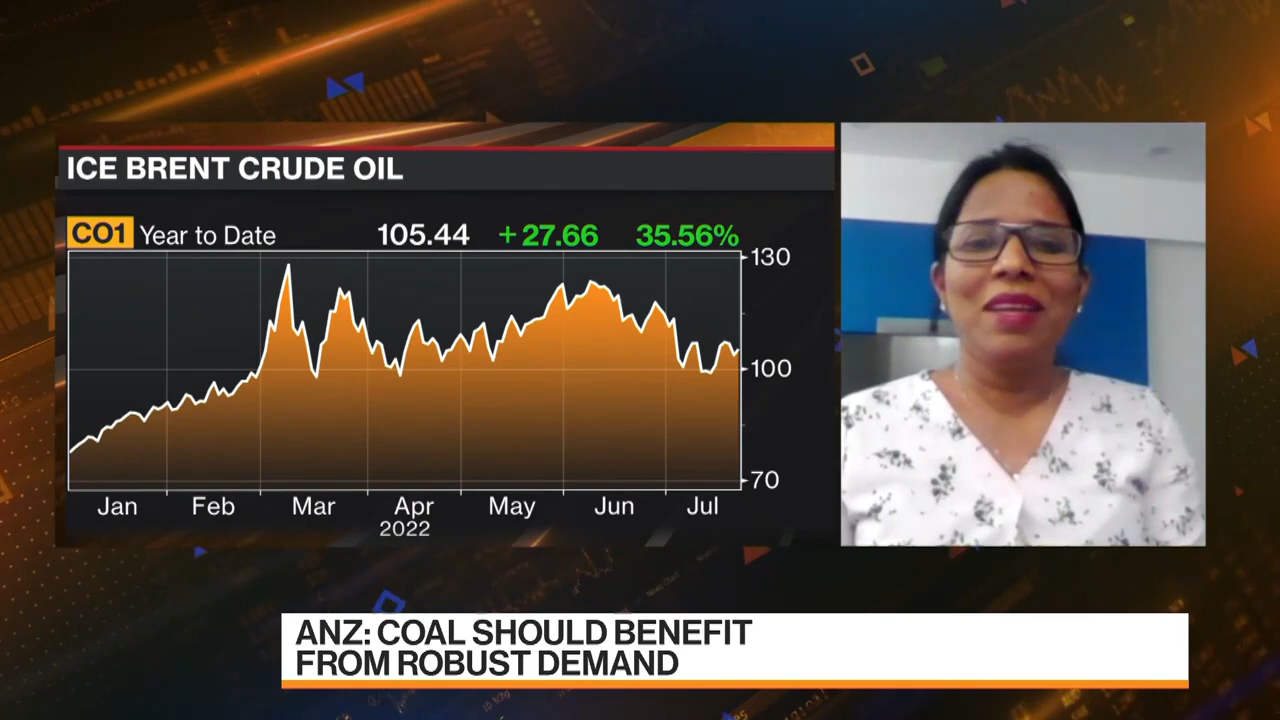 ICE BRENT CRUDE OIL
CO1 Year to Date 105.44 +27.66 35.56%
130
100
70
Jan Feb Mar Apr May Jun Jul
2022
ANZ: COAL SHOULD BENEFIT
FROM ROBUST DEMAND